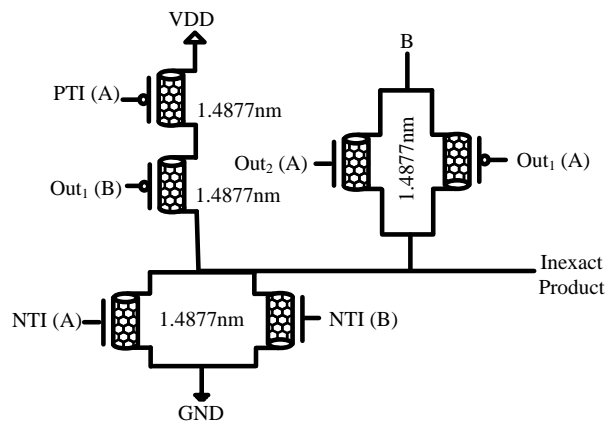 VDD
B
PTI (A)
1.4877nm
Out₂ (A)
1.4877nm
Out₁ (A)
Out₁ (B)
1.4877nm
Inexact
Product
NTI (A)
1.4877nm
NTI (B)
GND